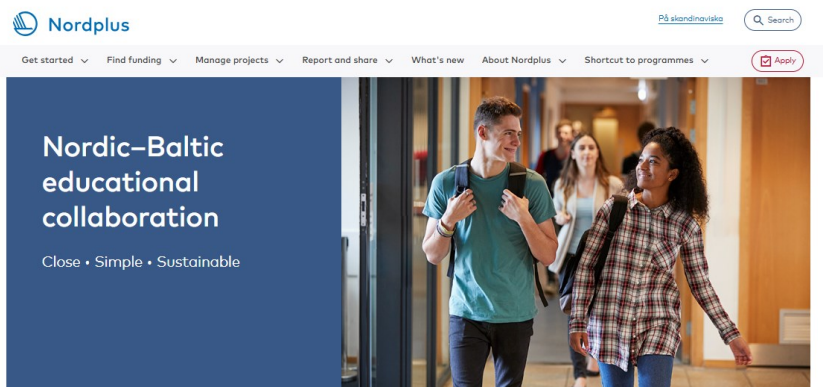 Nordplus
På skandinaviska
Search
Get started
Find funding
Manage projects
Report and share
What's new
About Nordplus
Shortcut to programmes
Apply
Nordic–Baltic
educational
collaboration
Close • Simple • Sustainable